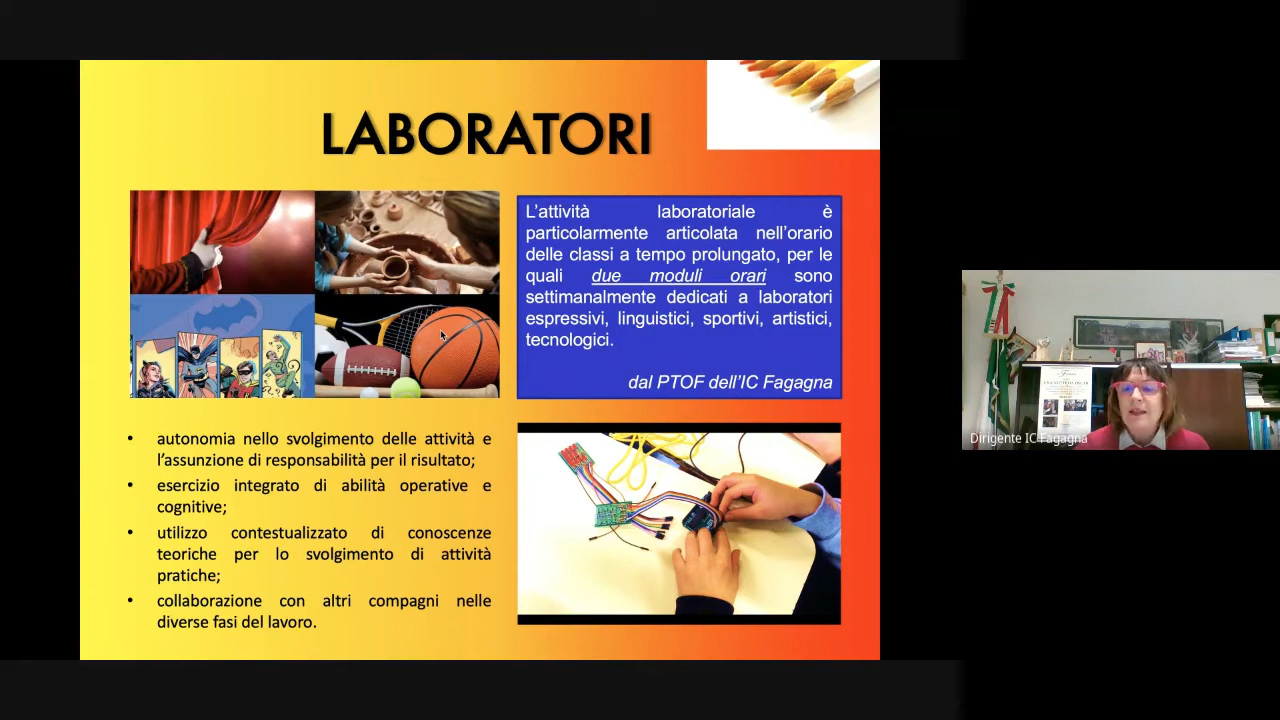 LABORATORI
L’attività laboratoriale è
particolarmente articolata nell’orario
delle classi a tempo prolungato, per le
quali due moduli orari sono
settimanalmente dedicati a laboratori
espressivi, linguistici, sportivi, artistici,
tecnologici.
dal PTOF dell’IC Fagagna
• autonomia nello svolgimento delle attività e
l’assunzione di responsabilità per il risultato;
• esercizio integrato di abilità operative e
cognitive;
• utilizzo contestualizzato di conoscenze
teoriche per lo svolgimento di attività
pratiche;
• collaborazione con altri compagni nelle
diverse fasi del lavoro.
Dirigente IC Fagagna